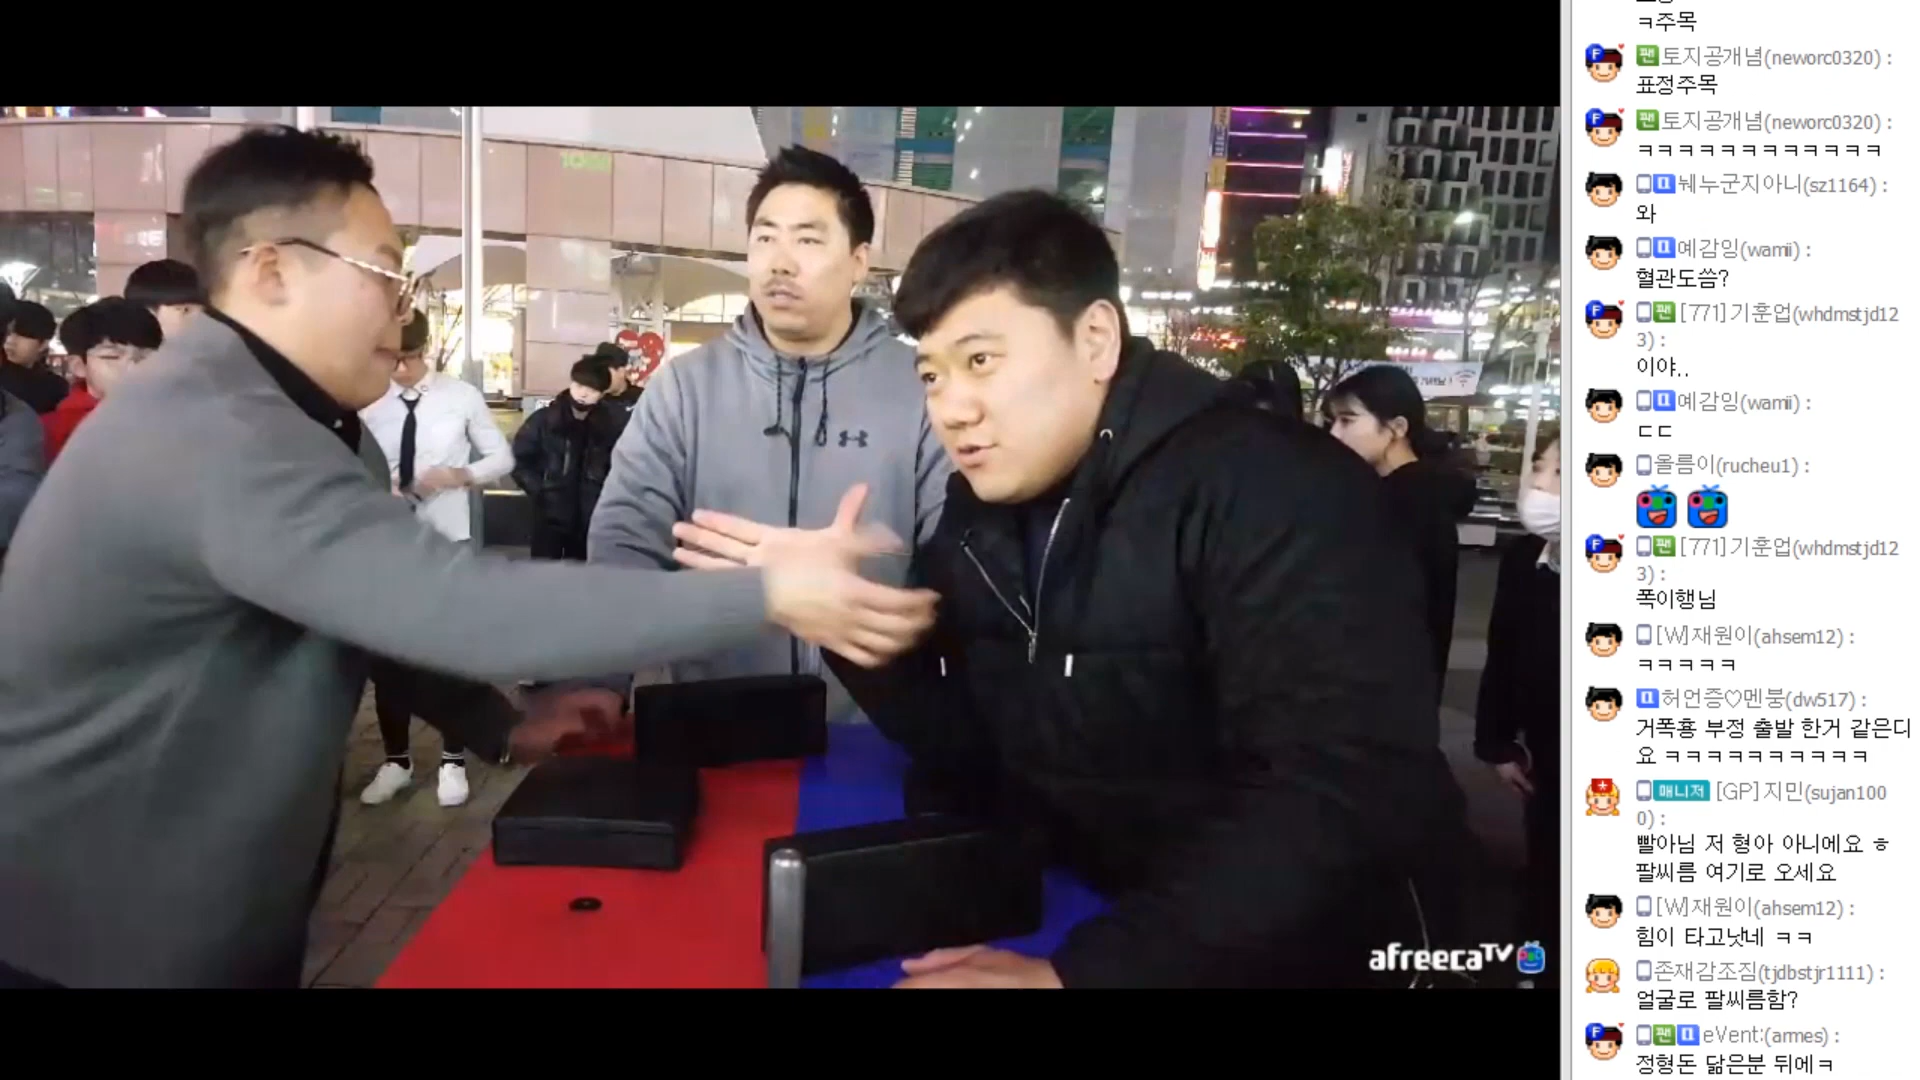 ㅋ주목
팬 토지공개념(neworc0320) :
표정주목
팬 토지공개념(neworc0320) :
ㅋㅋㅋㅋㅋㅋㅋㅋㅋㅋㅋㅋ
눼누군지아니(sz1164) :
와
예감잉(wamii) :
혈관도씀?
팬 [771]기훈업(whdmstjd12
3) :
이야..
예감잉(wamii) :
ㄷㄷ
올름이(rucheu1) :
팬 [771]기훈업(whdmstjd12
3) :
폭이행님
[W]재원이(ahsem12) :
ㅋㅋㅋㅋㅋ
허언증♡멘붕(dw517) :
거폭횽 부정 출발 한거 같은디
요 ㅋㅋㅋㅋㅋㅋㅋㅋㅋㅋ
매니저 [GP]지민(sujan100
0) :
빨아님 저 형아 아니에요 ㅎ
팔씨름 여기로 오세요
[W]재원이(ahsem12) :
힘이 타고낫네 ㅋㅋ
존재감조짐(tjdbstjr1111) :
얼굴로 팔씨름함?
팬 eVent:(armes) :
정형돈 닮은분 뒤에ㅋ
afreecaTV